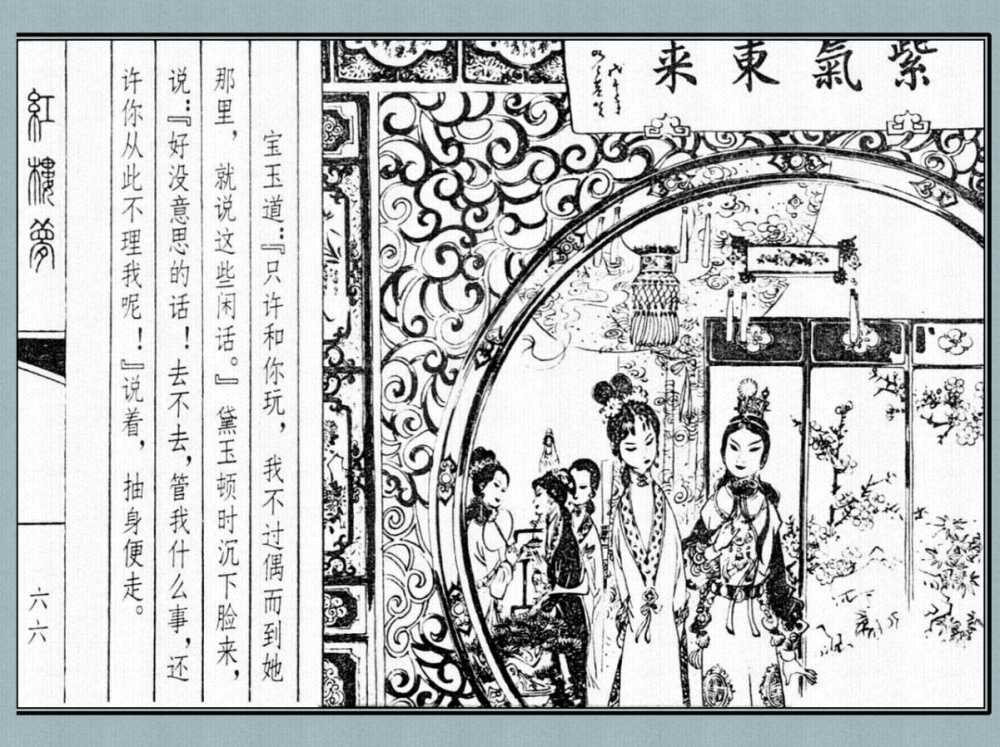 紫氣東来
宝玉道：『只许和你玩，我不过偶而到她
那里，就说这些闲话。』黛玉顿时沉下脸来，
说：『好没意思的话！去不去，管我什么事，还
许你从此不理我呢！』说着，抽身便走。
紅樓夢
六六